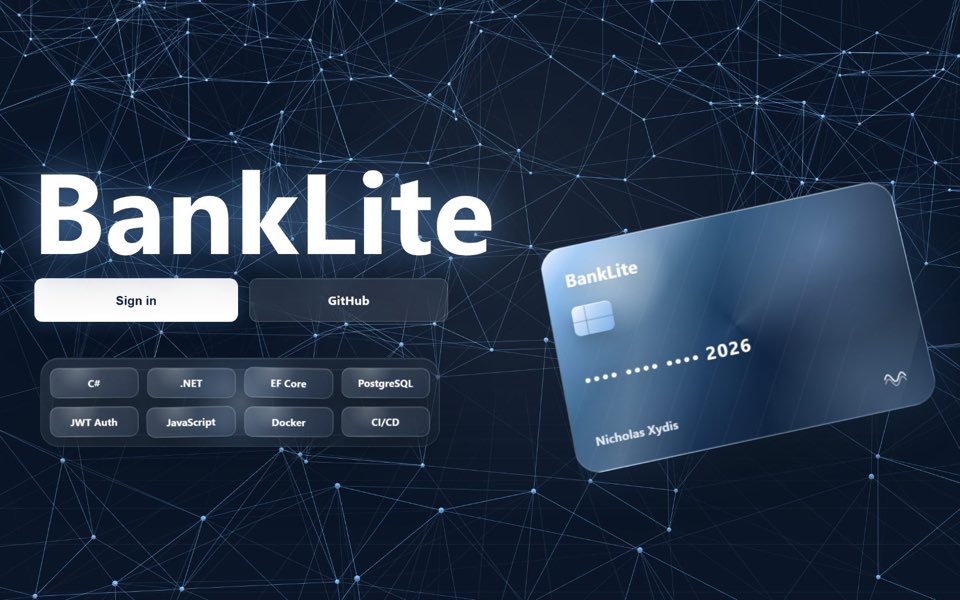 BankLite
Sign in
GitHub
C#
.NET
EF Core
PostgreSQL
JWT Auth
JavaScript
Docker
CI/CD
BankLite
•••• •••• •••• 2026
Nicholas Xydis